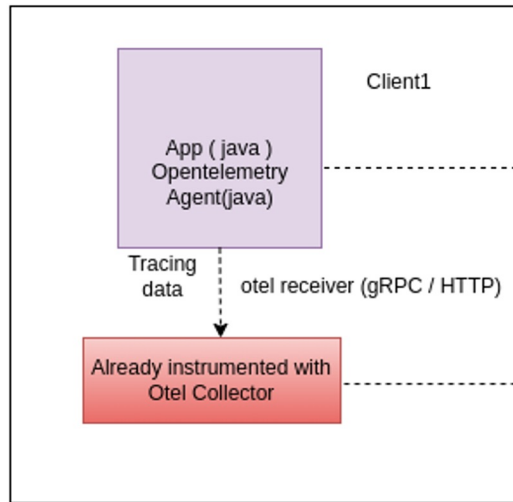 Client1
App ( java )
Opentelemetry
Agent(java)
Tracing
data
otel receiver (gRPC / HTTP)
Already instrumented with
Otel Collector